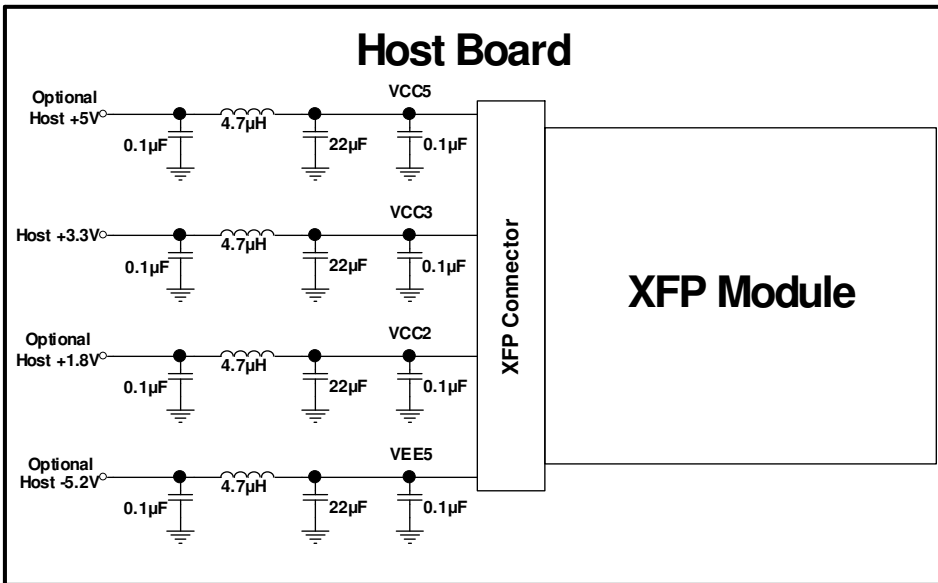 Host Board
Optional
Host +5V
0.1µF
4.7µH
22µF
VCC5
0.1µF
Host +3.3V
0.1µF
4.7µH
22µF
VCC3
0.1µF
Optional
Host +1.8V
0.1µF
4.7µH
22µF
VCC2
0.1µF
Optional
Host -5.2V
0.1µF
4.7µH
22µF
VEE5
0.1µF
XFP Connector
XFP Module